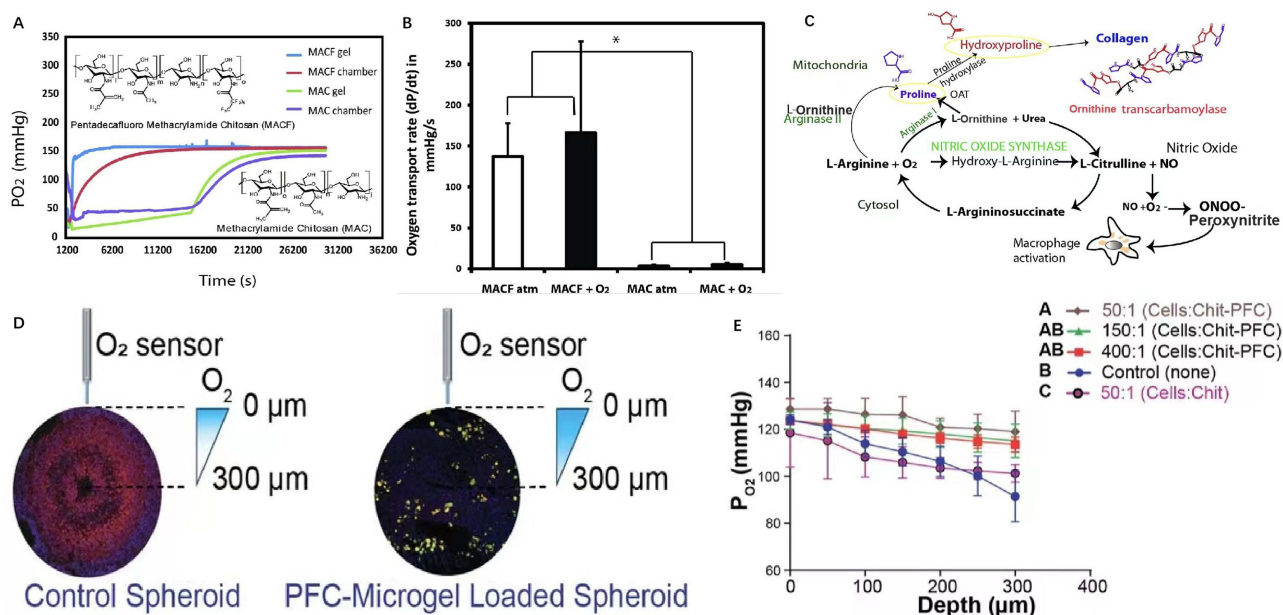 A
350
300
250
200
150
100
50
0
PO₂ (mmHg)
MACF gel
MACF chamber
MAC gel
MAC chamber
Pentadecafluoro Methacrylamide Chitosan (MACF)
Methacrylamide Chitosan (MAC)
1200 6200 11200 16200 21200 26200 31200 36200
Time (s)
B
300
250
200
150
100
50
0
Oxygen transport rate (dP/dt) in
mmHg/s
*
MACF atm MACF + O₂ MAC atm MAC + O₂
C
Mitochondria
Hydroxyproline
Collagen
Proline
hydroxylase
Proline
OAT
Ornithine transcarbamoylase
L-Ornithine
Arginase II
Arginase I
L-Ornithine + Urea
L-Arginine + O₂
NITRIC OXIDE SYNTHASE
Hydroxy-L-Arginine
L-Citrulline + NO
Nitric Oxide
Cytosol
L-Argininosuccinate
NO +O₂ -
ONOO-
Peroxynitrite
Macrophage
activation
D
O₂ sensor
O₂
0 μm
300 μm
Control Spheroid
O₂ sensor
O₂
0 μm
300 μm
PFC-Microgel Loaded Spheroid
E
160
140
120
100
80
60
P O2 (mmHg)
0 100 200 300 400
Depth (μm)
A 50:1 (Cells:Chit-PFC)
AB 150:1 (Cells:Chit-PFC)
AB 400:1 (Cells:Chit-PFC)
B Control (none)
C 50:1 (Cells:Chit)